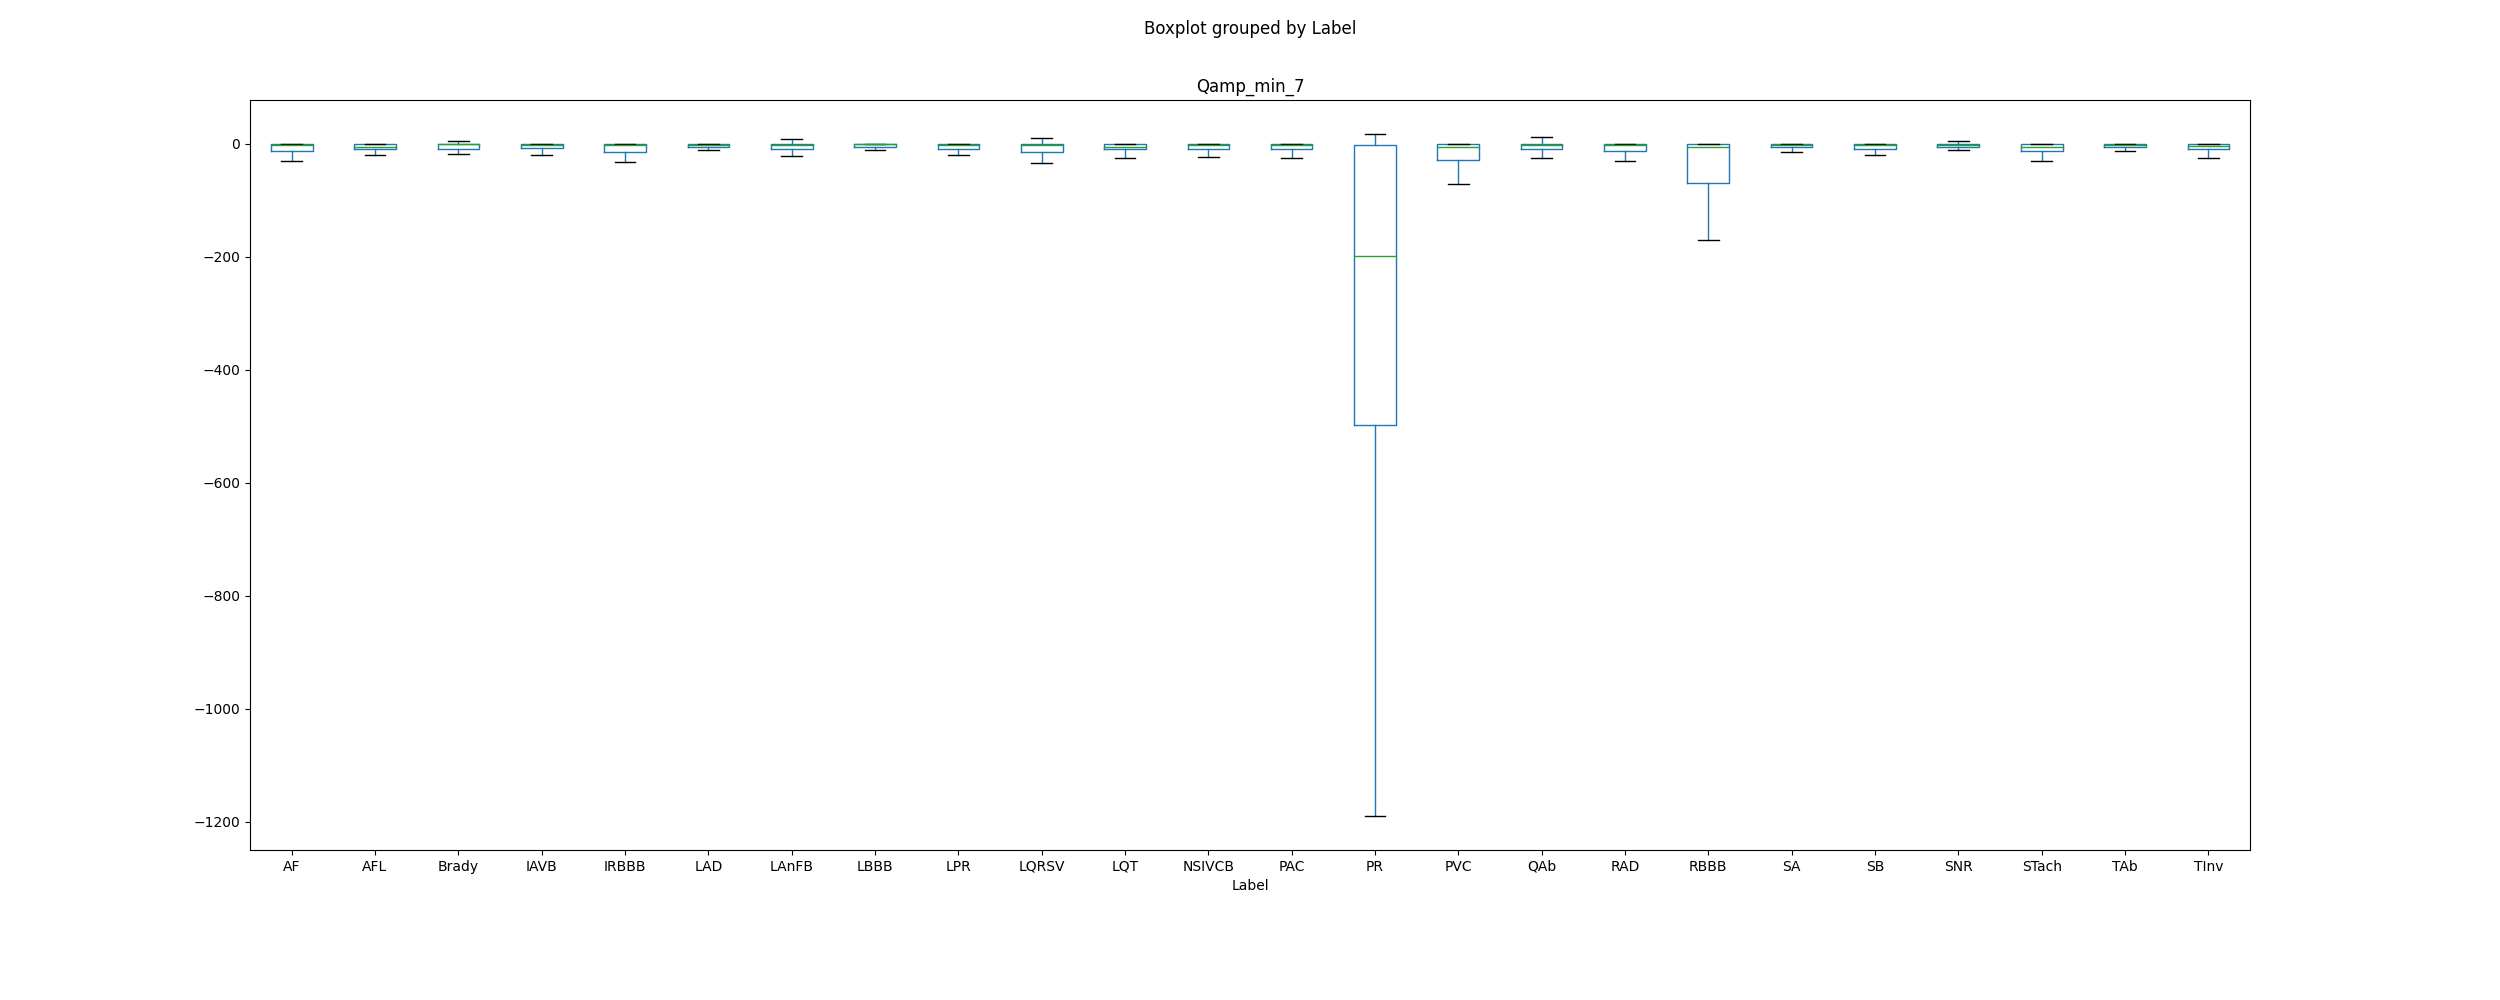 Boxplot grouped by Label
Qamp_min_7
0
−200
−400
−600
−800
−1000
−1200
AF AFL Brady IAVB IRBBB LAD LAnFB LBBB LPR LQRSV LQT NSIVCB PAC PR PVC QAb RAD RBBB SA SB SNR STach TAb TInv
Label